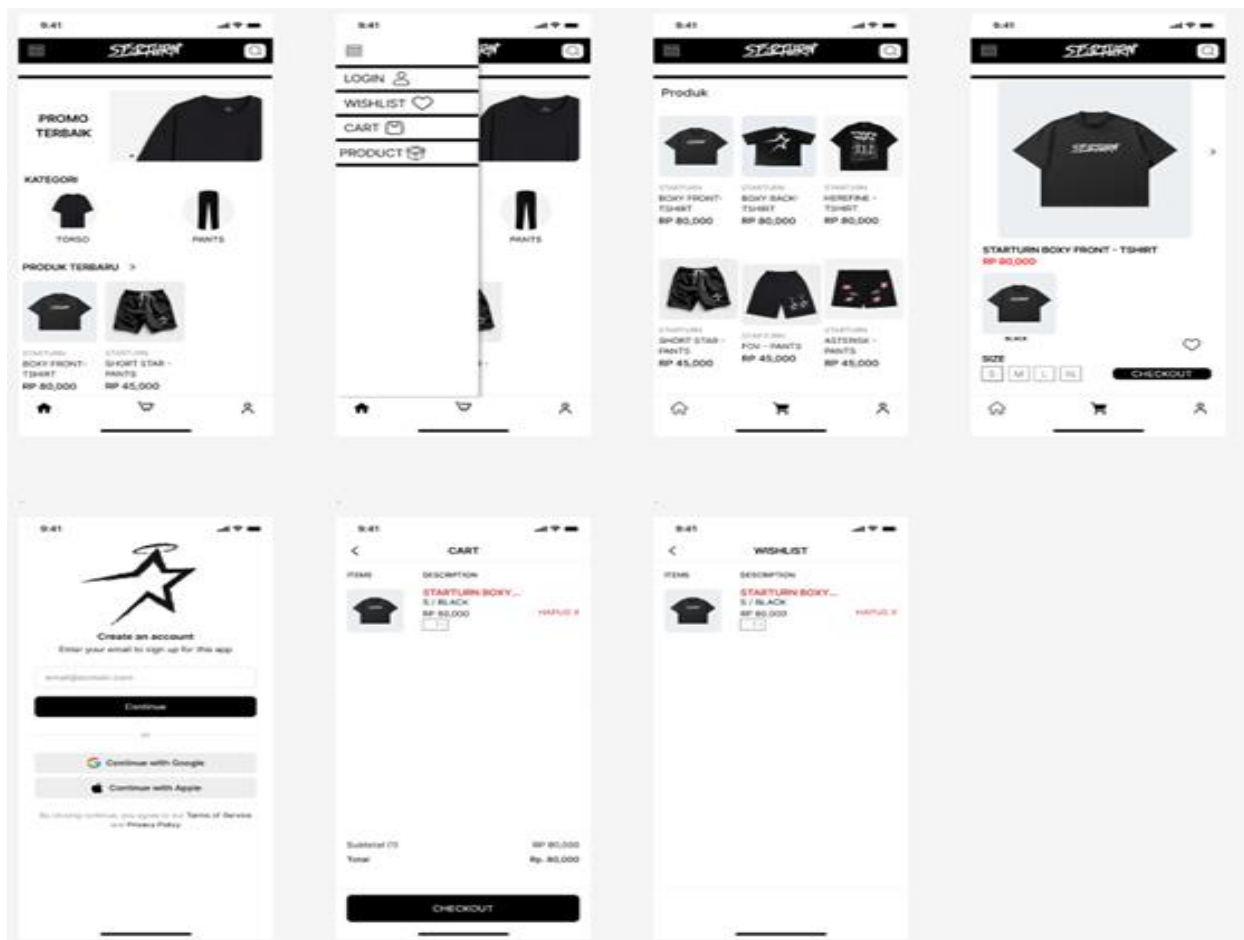 9:41
STARTURN
PROMO
TERBAIK
KATEGORI
TORSO
PANTS
PRODUK TERBARU >
STARTURN
BOXY FRONT-
TSHIRT
RP 80,000
STARTURN
SHORT STAR -
PANTS
RP 45,000
9:41
LOGIN
WISHLIST
CART
PRODUCT
PANTS
9:41
STARTURN
Produk
STARTURN
BOXY FRONT-
TSHIRT
RP 80,000
STARTURN
BOXY BACK-
TSHIRT
RP 80,000
STARTURN
HEREFINE -
TSHIRT
RP 80,000
STARTURN
SHORT STAR -
PANTS
RP 45,000
STARTURN
FOV - PANTS
RP 45,000
STARTURN
ASTERISK -
PANTS
RP 45,000
9:41
STARTURN
STARTURN
STARTURN BOXY FRONT - TSHIRT
RP 80,000
BLACK
SIZE
S M L XL
CHECKOUT
9:41
Create an account
Enter your email to sign up for this app
email@domain.com
Continue
or
Continue with Google
Continue with Apple
By clicking continue, you agree to our Terms of Service
and Privacy Policy
9:41
< CART
ITEMS DESCRIPTION
STARTURN BOXY...
S / BLACK
RP 80,000
HAPUS X
1
Subtotal (1) RP 80,000
Total Rp. 80,000
CHECKOUT
9:41
< WISHLIST
ITEMS DESCRIPTION
STARTURN BOXY...
S / BLACK
RP 80,000
HAPUS X
1